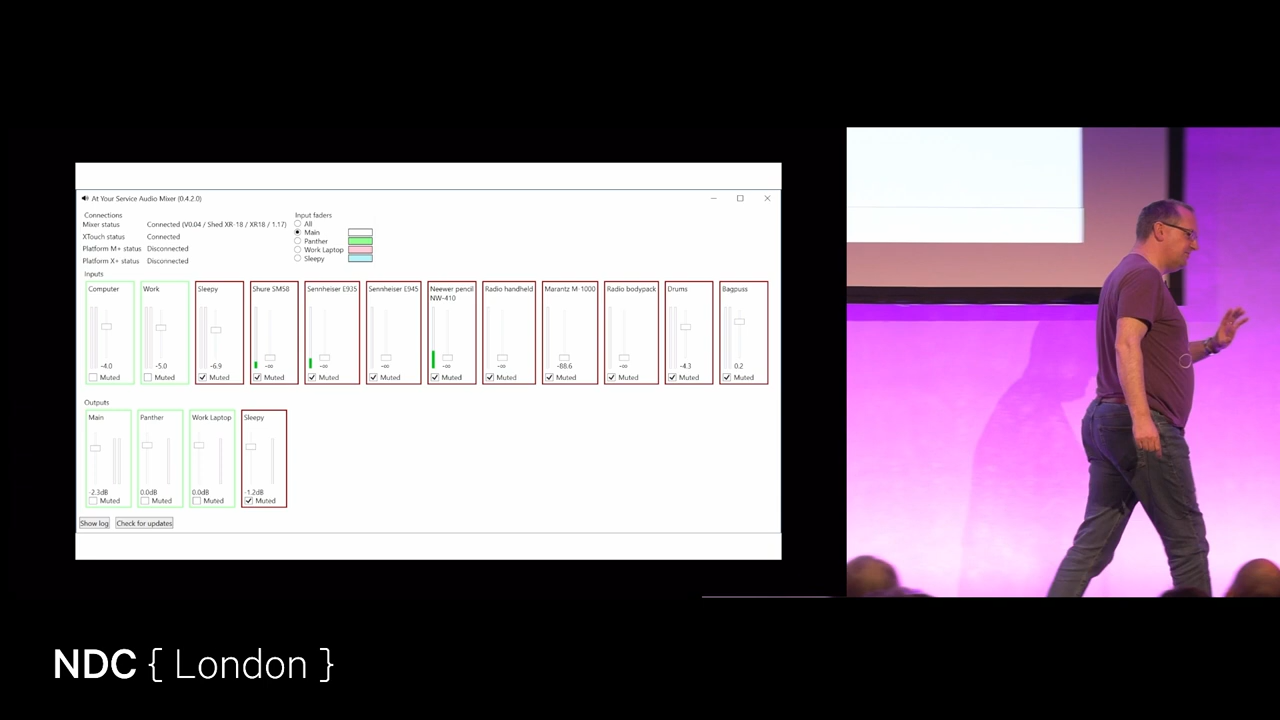 At Your Service Audio Mixer (0.4.2.0)
Connections
Mixer status Connected (V0.04 / Shed XR-18 / XR18 / 1.17)
XTouch status Connected
Platform M+ status Disconnected
Platform X+ status Disconnected
Input faders
All
Main
Panther
Work Laptop
Sleepy
Inputs
Computer
-4.0
Muted
Work
-5.0
Muted
Sleepy
-6.9
Muted
Shure SM58
-∞
Muted
Sennheiser E935
-∞
Muted
Sennheiser E945
-∞
Muted
Neewer pencil
NW-410
-∞
Muted
Radio handheld
-∞
Muted
Marantz M-1000
-88.6
Muted
Radio bodypack
-∞
Muted
Drums
-4.3
Muted
Bagpuss
0.2
Muted
Outputs
Main
-2.3dB
Muted
Panther
0.0dB
Muted
Work Laptop
0.0dB
Muted
Sleepy
-1.2dB
Muted
Show log
Check for updates
NDC { London }